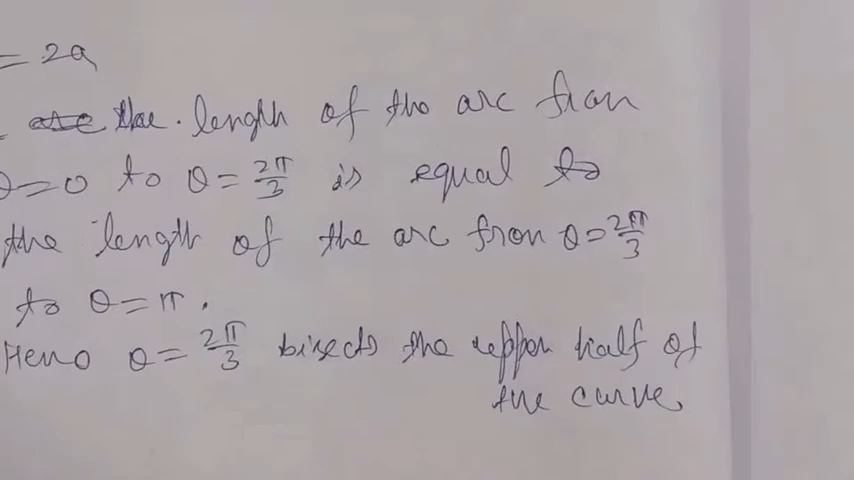 = 2a
the . length of the arc from
θ = 0 to θ = 2π/3 is equal to
the length of the arc from θ = 2π/3
to θ = π .
Henc θ = 2π/3 bisects the upper half of
the curve.